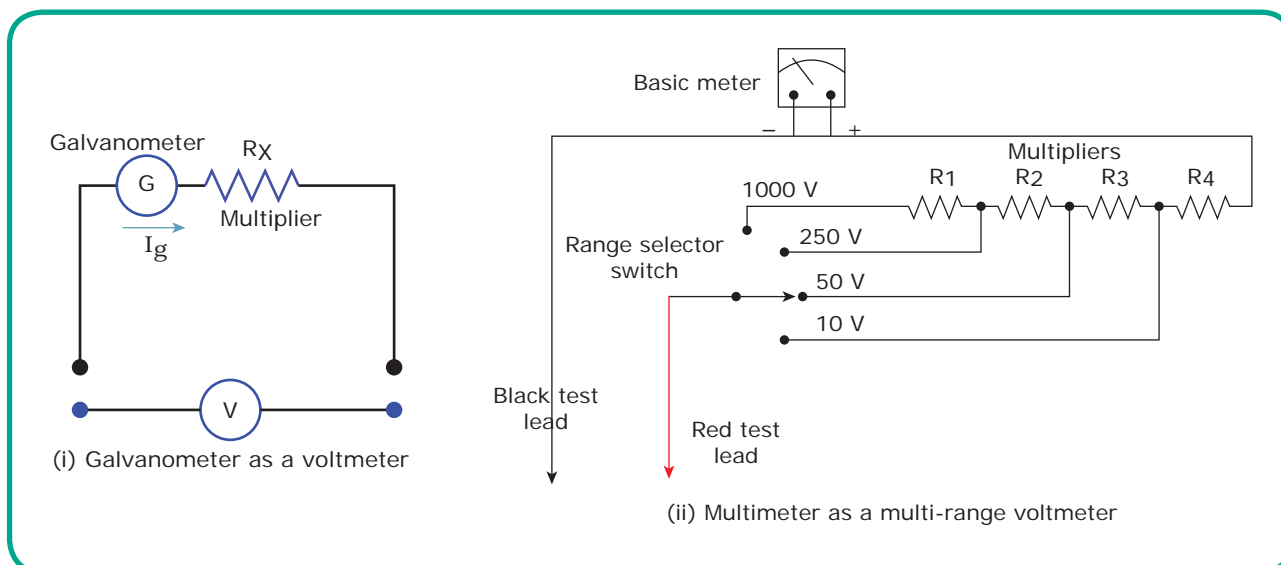 Galvanometer
RX
G
Multiplier
Ig
V
(i) Galvanometer as a voltmeter
Basic meter
− +
Multipliers
R1 R2 R3 R4
1000 V
250 V
Range selector
switch
50 V
10 V
Black test
lead
Red test
lead
(ii) Multimeter as a multi-range voltmeter